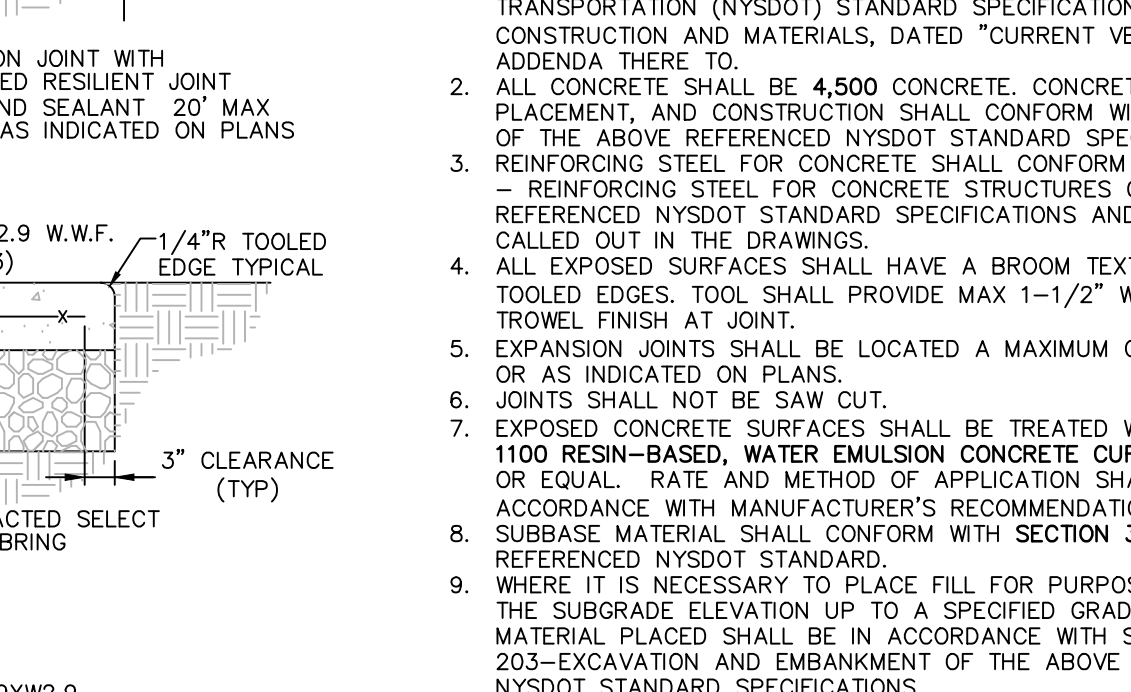 ON JOINT WITH
ED RESILIENT JOINT
ND SEALANT 20' MAX
AS INDICATED ON PLANS
2.9 W.W.F.
3)
1/4"R TOOLED
EDGE TYPICAL
X
3" CLEARANCE
(TYP)
ACTED SELECT
BRING
0XW2.9
TRANSPORTATION (NYSDOT) STANDARD SPECIFICATION
CONSTRUCTION AND MATERIALS, DATED "CURRENT VE
ADDENDA THERE TO.
2. ALL CONCRETE SHALL BE 4,500 CONCRETE. CONCRET
PLACEMENT, AND CONSTRUCTION SHALL CONFORM WI
OF THE ABOVE REFERENCED NYSDOT STANDARD SPE
3. REINFORCING STEEL FOR CONCRETE SHALL CONFORM
– REINFORCING STEEL FOR CONCRETE STRUCTURES
REFERENCED NYSDOT STANDARD SPECIFICATIONS AND
CALLED OUT IN THE DRAWINGS.
4. ALL EXPOSED SURFACES SHALL HAVE A BROOM TEXT
TOOLED EDGES. TOOL SHALL PROVIDE MAX 1–1/2" W
TROWEL FINISH AT JOINT.
5. EXPANSION JOINTS SHALL BE LOCATED A MAXIMUM
OR AS INDICATED ON PLANS.
6. JOINTS SHALL NOT BE SAW CUT.
7. EXPOSED CONCRETE SURFACES SHALL BE TREATED W
1100 RESIN–BASED, WATER EMULSION CONCRETE CUR
OR EQUAL. RATE AND METHOD OF APPLICATION SHA
ACCORDANCE WITH MANUFACTURER'S RECOMMENDATIO
8. SUBBASE MATERIAL SHALL CONFORM WITH SECTION 3
REFERENCED NYSDOT STANDARD.
9. WHERE IT IS NECESSARY TO PLACE FILL FOR PURPOS
THE SUBGRADE ELEVATION UP TO A SPECIFIED GRAD
MATERIAL PLACED SHALL BE IN ACCORDANCE WITH S
203–EXCAVATION AND EMBANKMENT OF THE ABOVE
NYSDOT STANDARD SPECIFICATIONS.